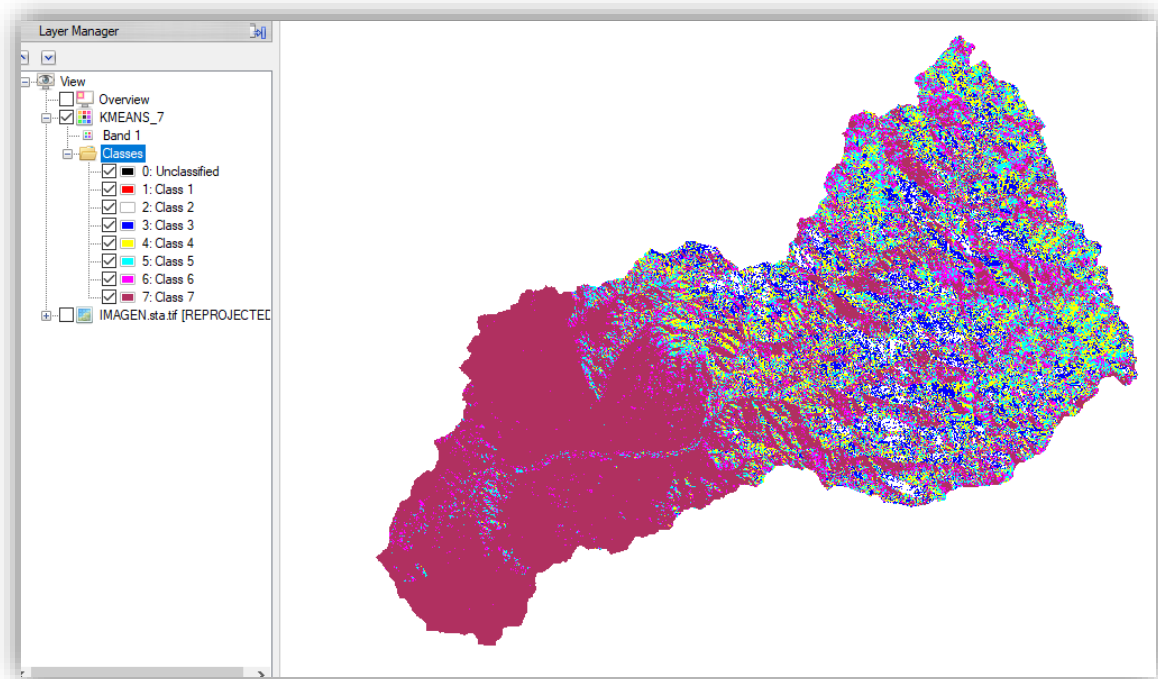 Layer Manager
View
Overview
KMEANS_7
Band 1
Classes
0: Unclassified
1: Class 1
2: Class 2
3: Class 3
4: Class 4
5: Class 5
6: Class 6
7: Class 7
IMAGEN.sta.tif [REPROJECTED